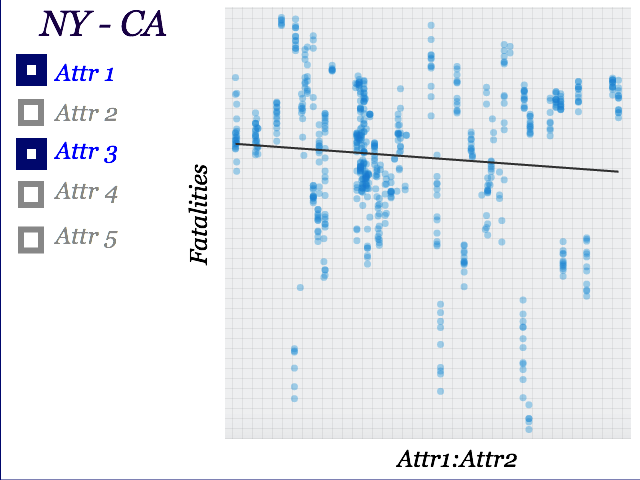 NY - CA
Attr 1
Attr 2
Attr 3
Attr 4
Attr 5
Fatalities
Attr1:Attr2